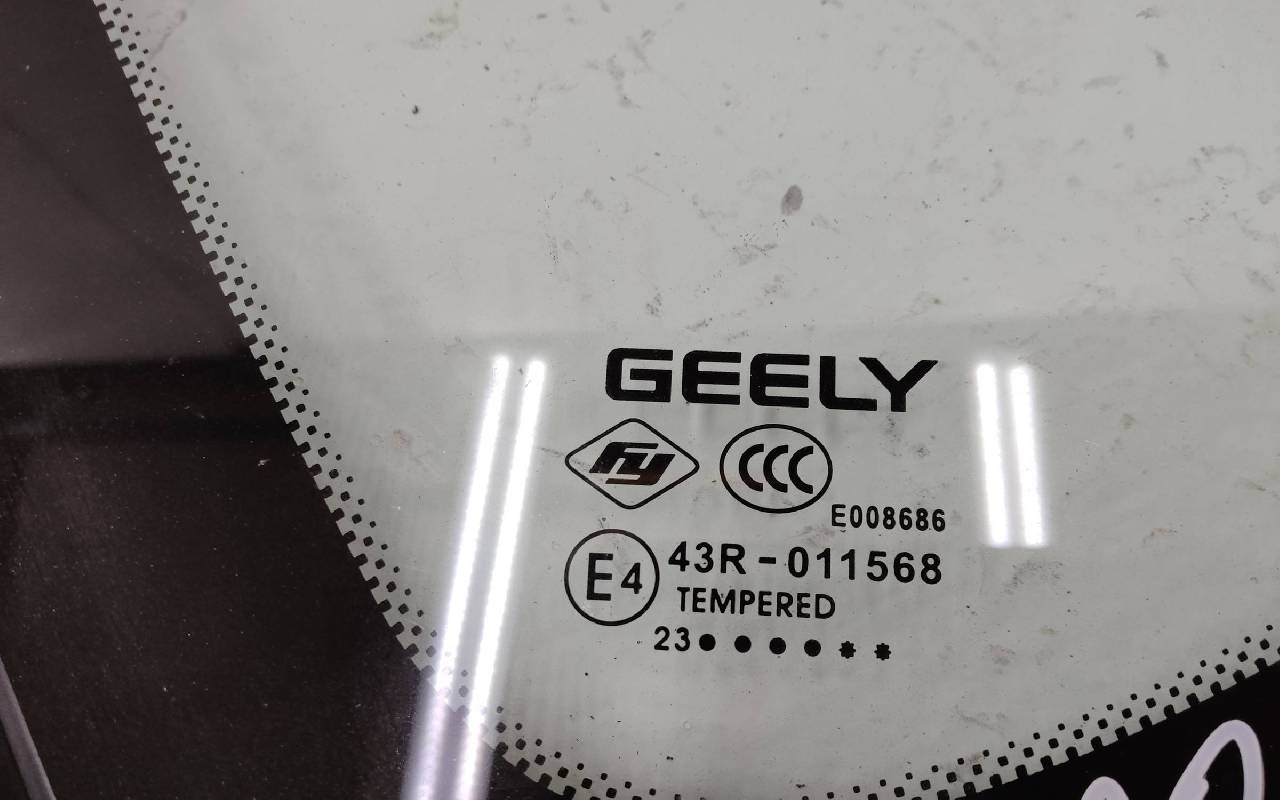 GEELY
fy CCC
E008686
E4 43R-011568
TEMPERED
23●●●●✱✱